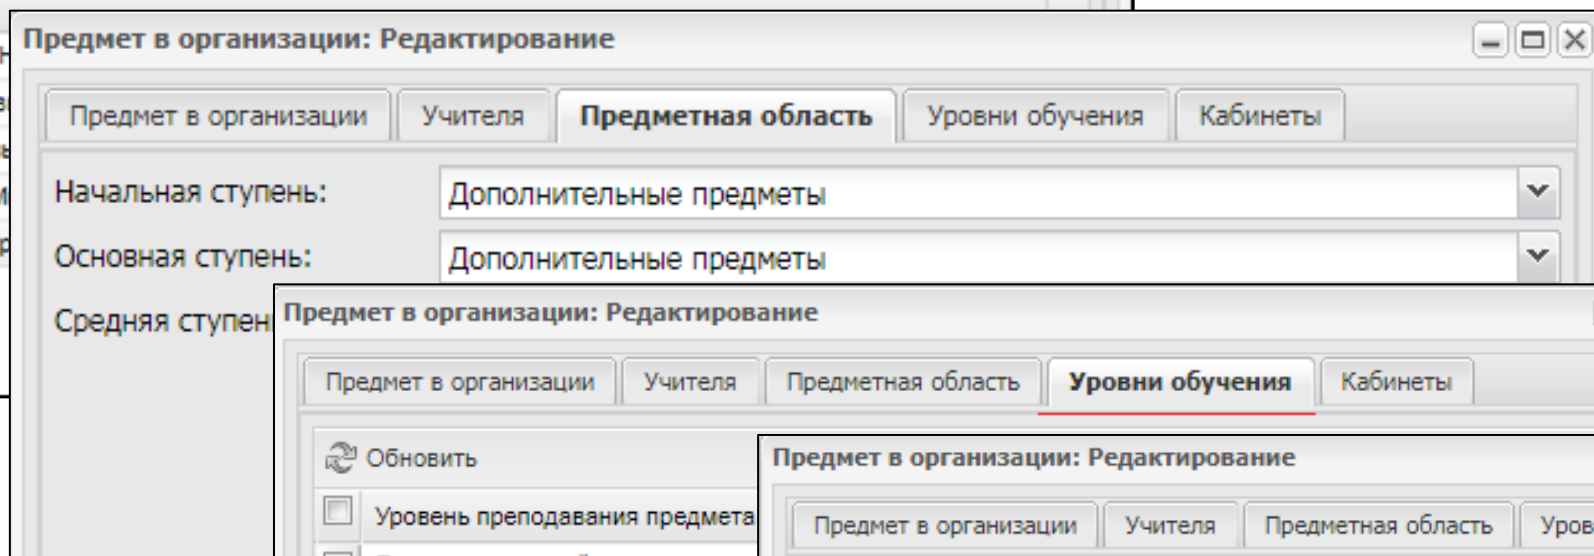 Предмет в организации: Редактирование
Предмет в организации Учителя Предметная область Уровни обучения Кабинеты
Начальная ступень: Дополнительные предметы
Основная ступень: Дополнительные предметы
Средняя
Предмет в организации: Редактирование
Предмет в организации Учителя Предметная область Уровни обучения Кабинеты
Обновить
Уровень преподавания предмета
Предмет в организации: Редактирование
Предмет в организации Учителя Предметная область